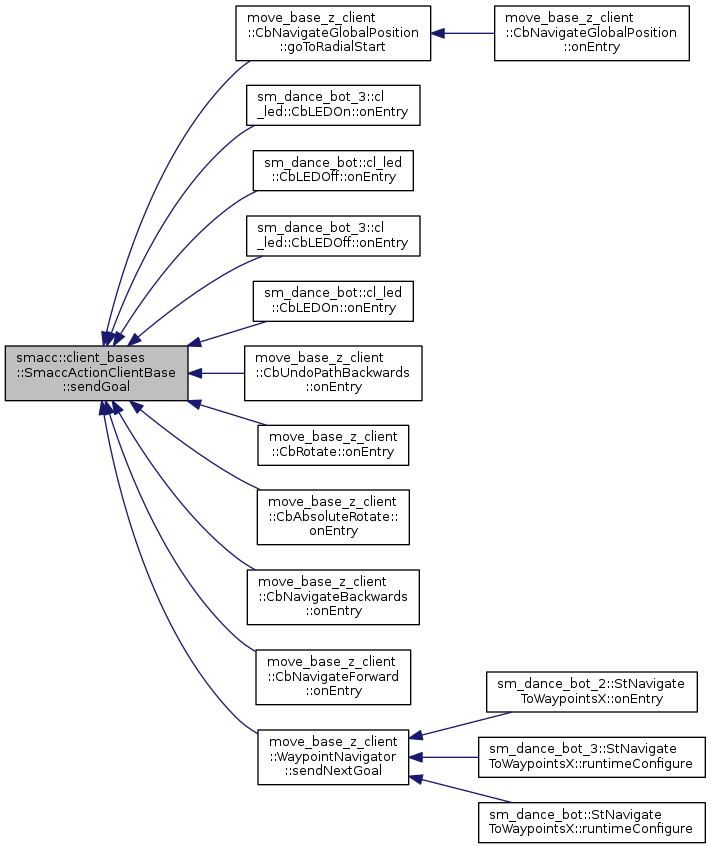 move_base_z_client
::CbNavigateGlobalPosition
::goToRadialStart
move_base_z_client
::CbNavigateGlobalPosition
::onEntry
sm_dance_bot_3::cl
_led::CbLEDOn::onEntry
sm_dance_bot::cl_led
::CbLEDOff::onEntry
sm_dance_bot_3::cl
_led::CbLEDOff::onEntry
sm_dance_bot::cl_led
::CbLEDOn::onEntry
smacc::client_bases
::SmaccActionClientBase
::sendGoal
move_base_z_client
::CbUndoPathBackwards
::onEntry
move_base_z_client
::CbRotate::onEntry
move_base_z_client
::CbAbsoluteRotate::
onEntry
move_base_z_client
::CbNavigateBackwards
::onEntry
move_base_z_client
::CbNavigateForward
::onEntry
move_base_z_client
::WaypointNavigator
::sendNextGoal
sm_dance_bot_2::StNavigate
ToWaypointsX::onEntry
sm_dance_bot_3::StNavigate
ToWaypointsX::runtimeConfigure
sm_dance_bot::StNavigate
ToWaypointsX::runtimeConfigure